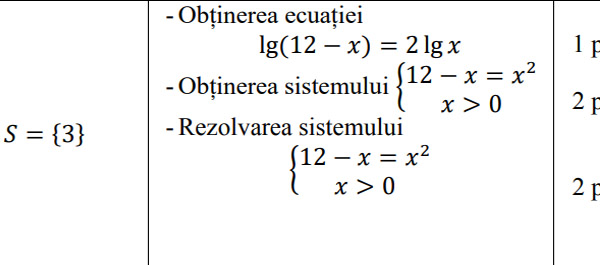 - Obținerea ecuației
lg(12 − x) = 2 lg x
1 p
- Obținerea sistemului {12 − x = x²
x > 0
2 p
S = {3}
- Rezolvarea sistemului
{12 − x = x²
x > 0
2 p